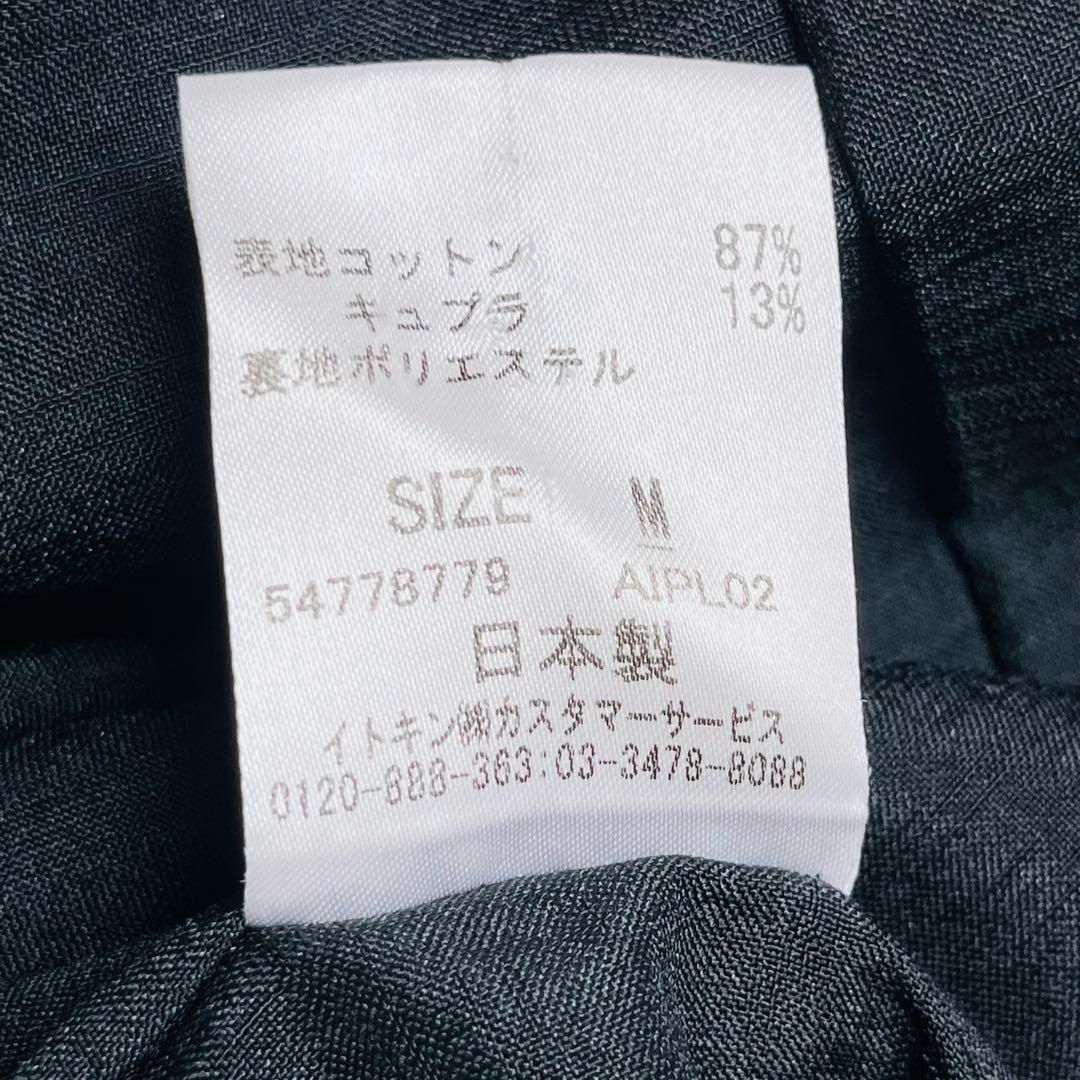 表地コットン 87%
キュプラ 13%
裏地ポリエステル
SIZE M
54778779 AIPL02
日本製
イトキン㈱カスタマーサービス
0120-888-363:03-3478-8088